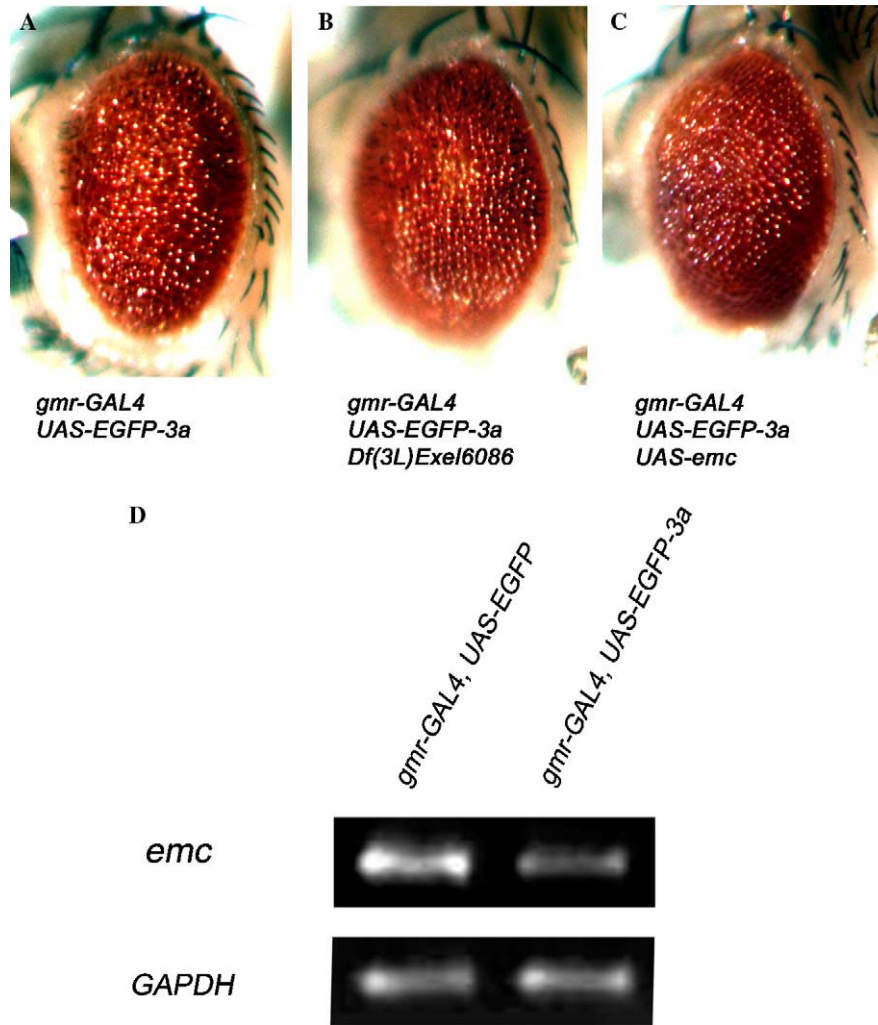 A
B
C
gmr-GAL4
UAS-EGFP-3a
gmr-GAL4
UAS-EGFP-3a
Df(3L)Exel6086
gmr-GAL4
UAS-EGFP-3a
UAS-emc
D
gmr-GAL4, UAS-EGFP
gmr-GAL4, UAS-EGFP-3a
emc
GAPDH